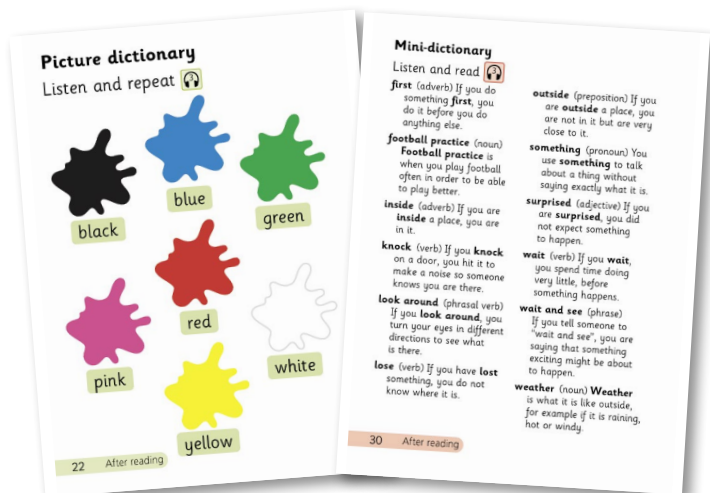 Picture dictionary
Listen and repeat 3
black
blue
green
red
pink
white
yellow
22 After reading
Mini-dictionary
Listen and read 3
first (adverb) If you do
something first, you
do it before you do
anything else.
football practice (noun)
Football practice is
when you play football
often in order to be able
to play better.
inside (adverb) If you are
inside a place, you are
in it.
knock (verb) If you knock
on a door, you hit it to
make a noise so someone
knows you are there.
look around (phrasal verb)
If you look around, you
turn your eyes in different
directions to see what
is there.
lose (verb) If you have lost
something, you do not
know where it is.
outside (preposition) If you
are outside a place, you
are not in it but are very
close to it.
something (pronoun) You
use something to talk
about a thing without
saying exactly what it is.
surprised (adjective) If you
are surprised, you did
not expect something
to happen.
wait (verb) If you wait,
you spend time doing
very little, before
something happens.
wait and see (phrase)
If you tell someone to
"wait and see", you are
saying that something
exciting might be about
to happen.
weather (noun) Weather
is what it is like outside,
for example if it is raining,
hot or windy.
30 After reading